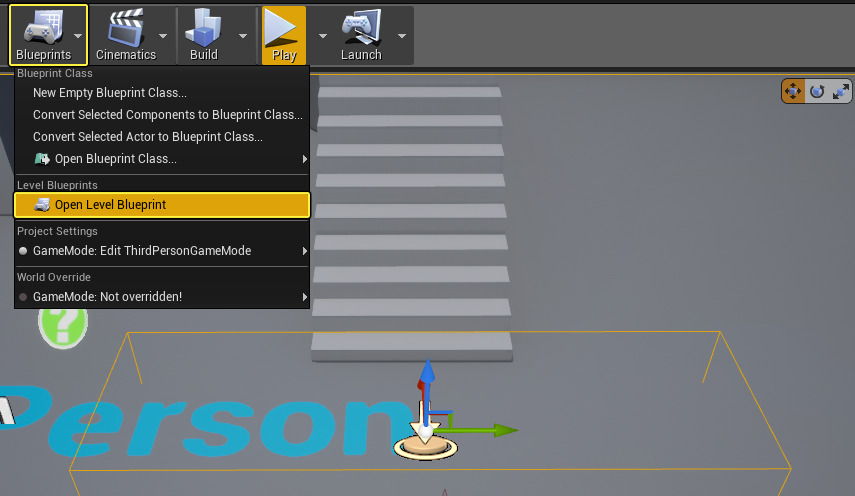 Blueprints
Cinematics
Build
Play
Launch
Blueprint Class
New Empty Blueprint Class...
Convert Selected Components to Blueprint Class...
Convert Selected Actor to Blueprint Class...
Open Blueprint Class...
Level Blueprints
Open Level Blueprint
Project Settings
GameMode: Edit ThirdPersonGameMode
World Override
GameMode: Not overridden!
?
Person